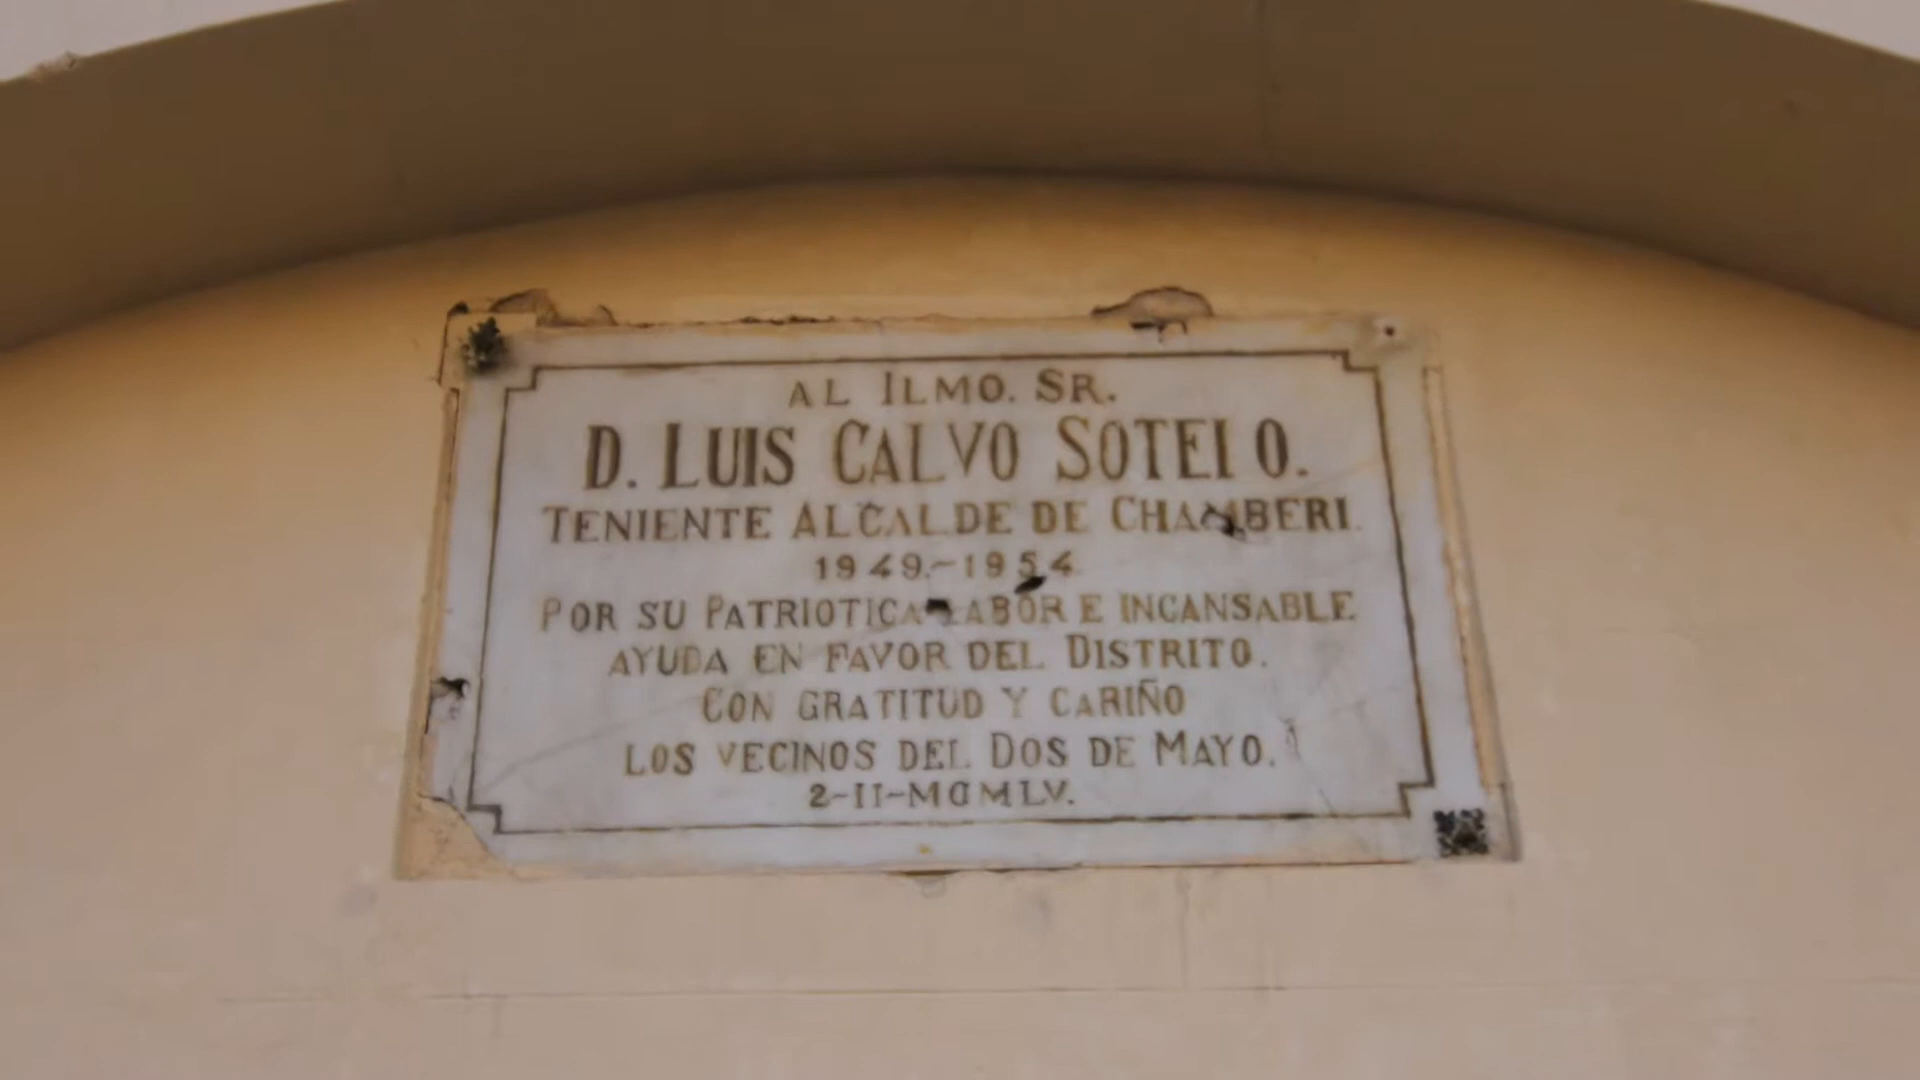 AL ILMO. SR.
D. LUIS CALVO SOTELO.
TENIENTE ALCALDE DE CHAMBERI.
1949.-1954
POR SU PATRIOTICA LABOR E INCANSABLE
AYUDA EN FAVOR DEL DISTRITO.
CON GRATITUD Y CARIÑO
LOS VECINOS DEL DOS DE MAYO.
2-II-MCMLV.